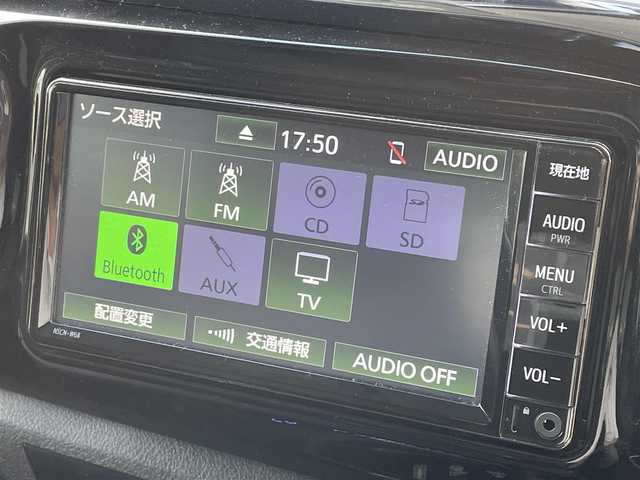 ソース選択
17:50
AUDIO
AM
FM
CD
SD
Bluetooth
AUX
TV
配置変更
交通情報
AUDIO OFF
NSCN-W68
現在地
AUDIO
PWR
MENU
CTRL
VOL+
VOL−